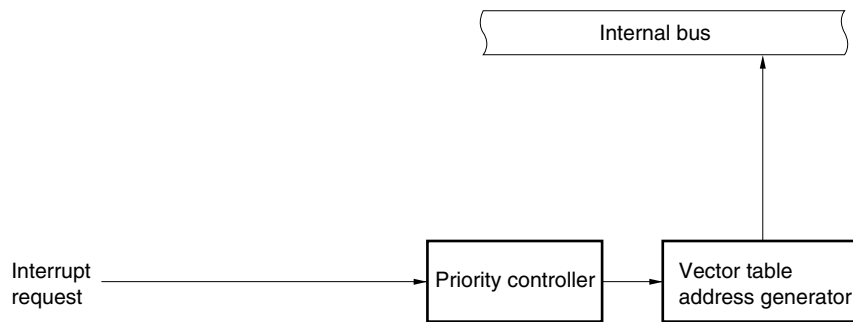 Internal bus
Interrupt
request
Priority controller
Vector table
address generator